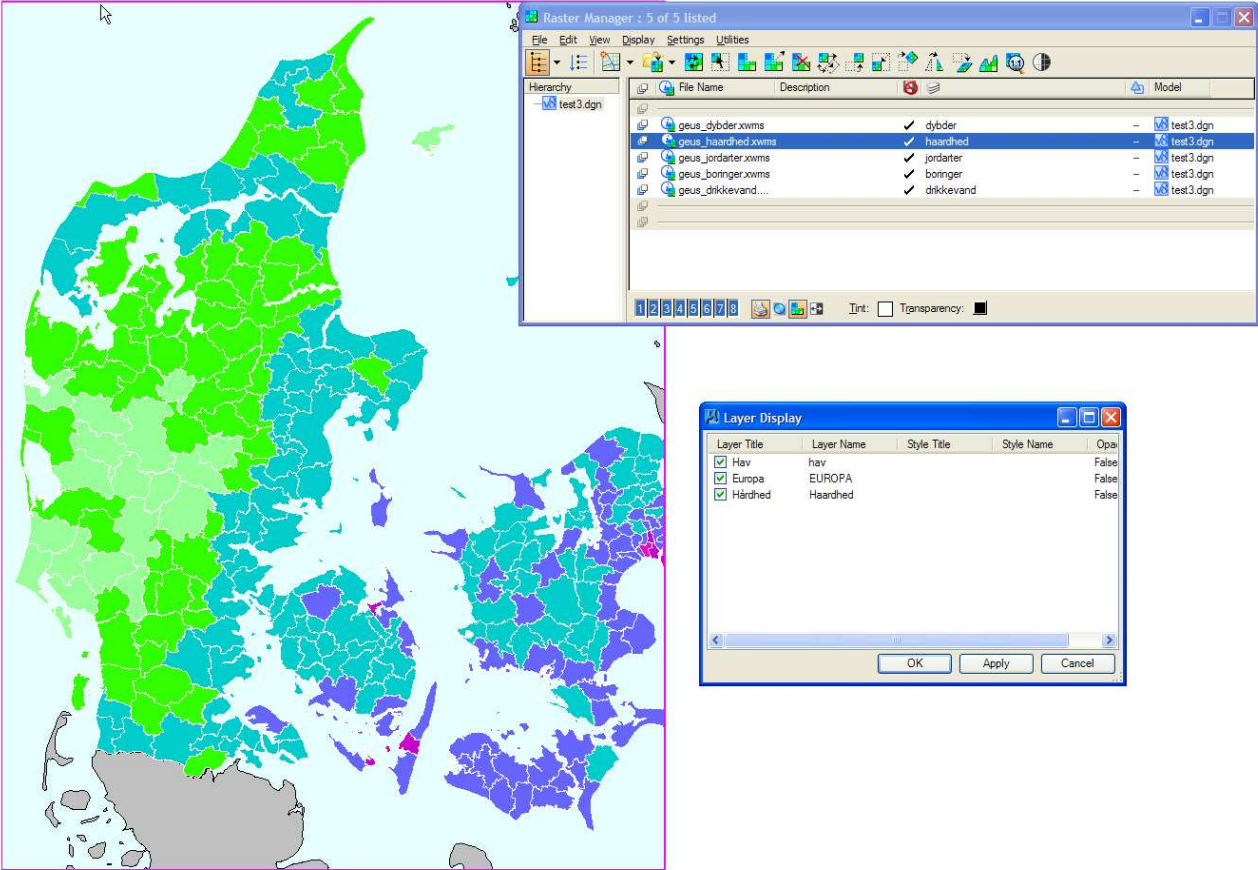 Raster Manager : 5 of 5 listed
File Edit View Display Settings Utilities
Hierarchy
test3.dgn
File Name Description Model
geus_dybder.xwms dybder -- test3.dgn
geus_haardhed.xwms haardhed -- test3.dgn
geus_jordarter.xwms jordarter -- test3.dgn
geus_boringer.xwms boringer -- test3.dgn
geus_drikkevand.... drikkevand -- test3.dgn
1 2 3 4 5 6 7 8 Tint: Transparency:
Layer Display
Layer Title Layer Name Style Title Style Name Opa
Hav hav False
Europa EUROPA False
Hårdhed Haardhed False
OK Apply Cancel